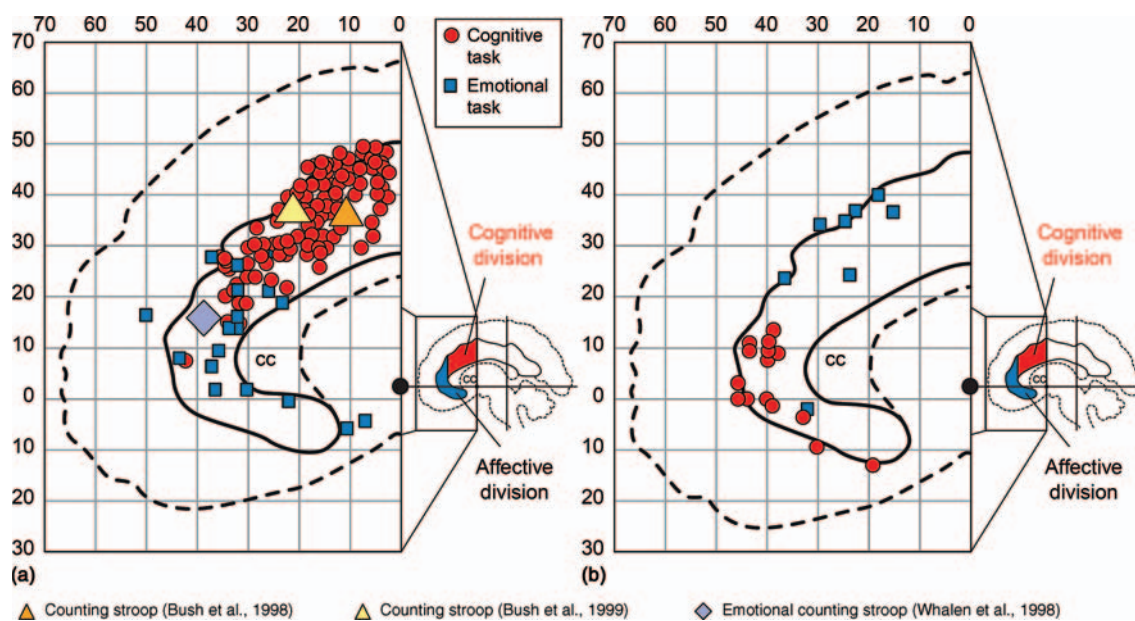 70 60 50 40 30 20 10 0
70
60
50
40
30
20
10
0
10
20
30
Cognitive
task
Emotional
task
Cognitive
division
CC
CC
Affective
division
(a)
70 60 50 40 30 20 10 0
70
60
50
40
30
20
10
0
10
20
30
Cognitive
division
CC
CC
Affective
division
(b)
Counting stroop (Bush et al., 1998)
Counting stroop (Bush et al., 1999)
Emotional counting stroop (Whalen et al., 1998)